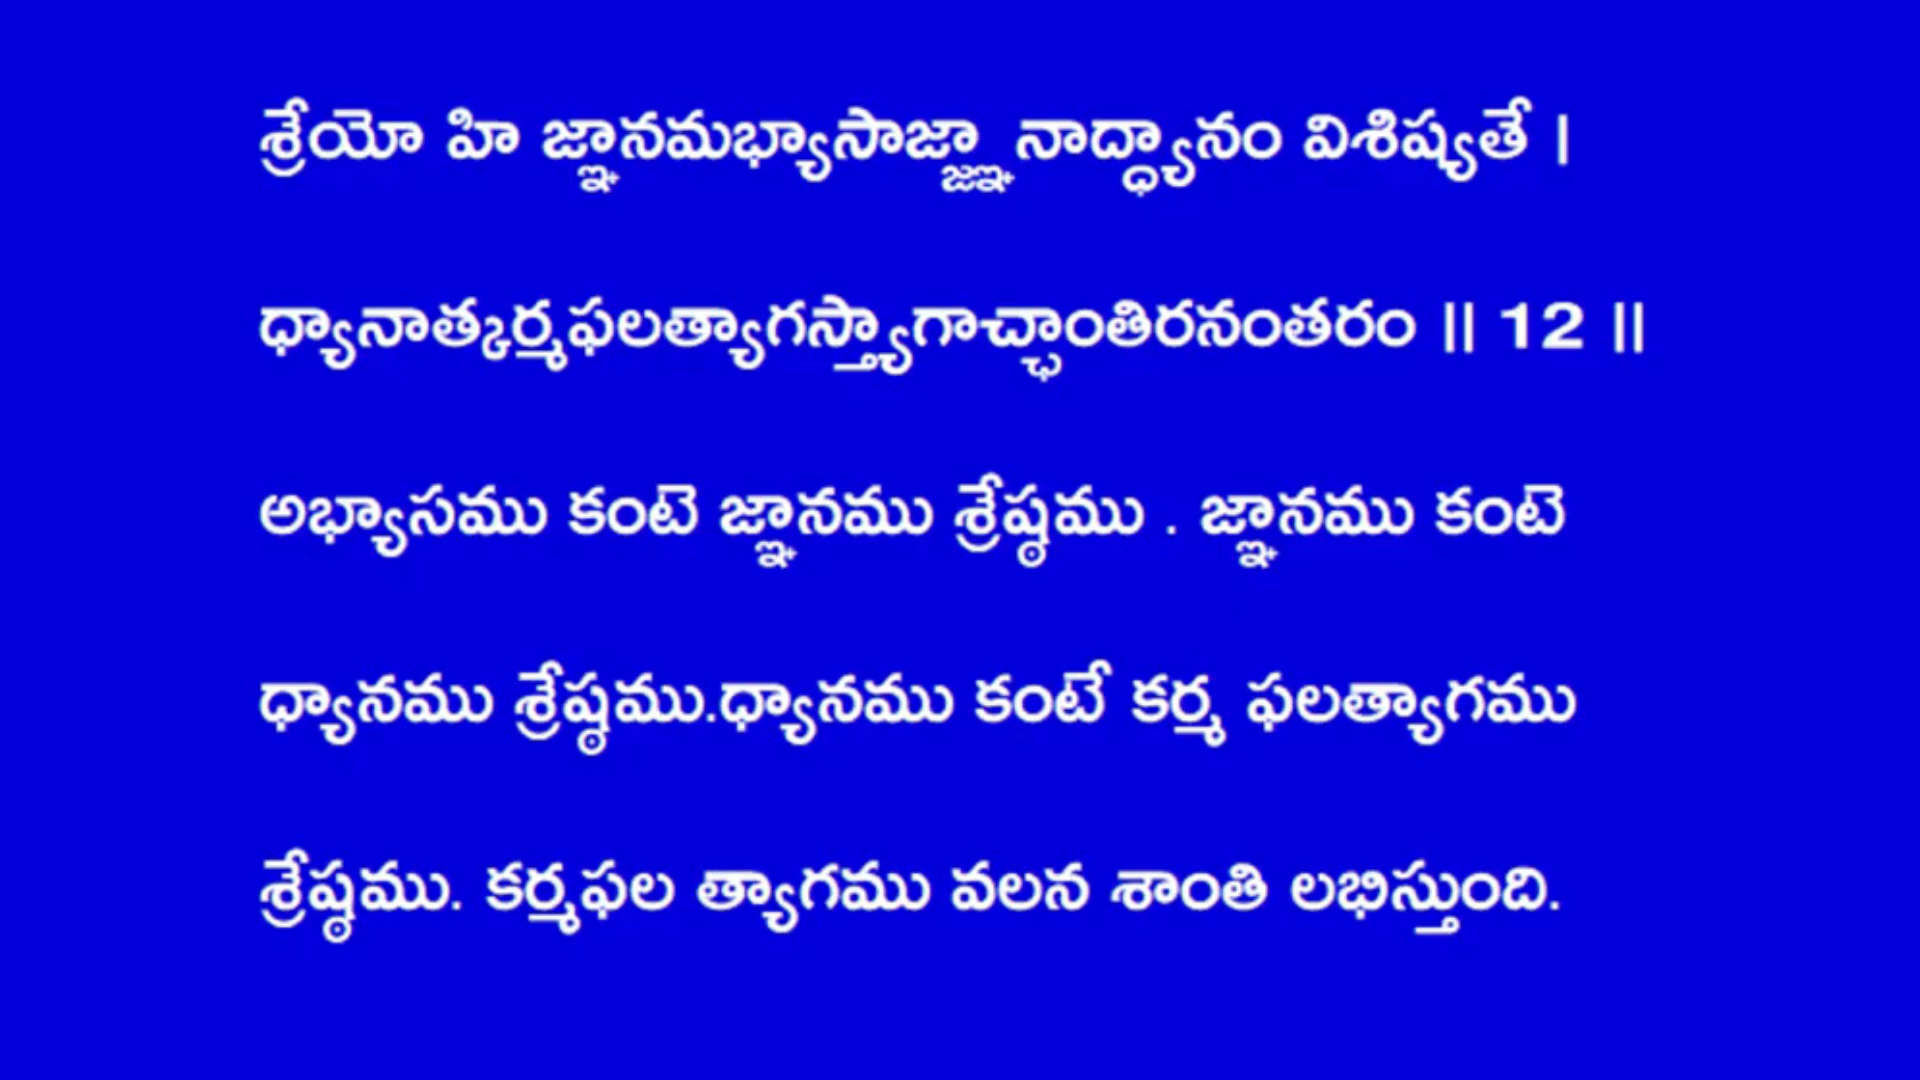 శ్రేయో హి జ్ఞానమభ్యాసాజ్జ్ఞానాద్ధ్యానం విశిష్యతే |
ధ్యానాత్కర్మఫలత్యాగస్త్యాగాచ్ఛాంతిరనంతరం || 12 ||
అభ్యాసము కంటె జ్ఞానము శ్రేష్ఠము . జ్ఞానము కంటె
ధ్యానము శ్రేష్ఠము.ధ్యానము కంటే కర్మ ఫలత్యాగము
శ్రేష్ఠము. కర్మఫల త్యాగము వలన శాంతి లభిస్తుంది.